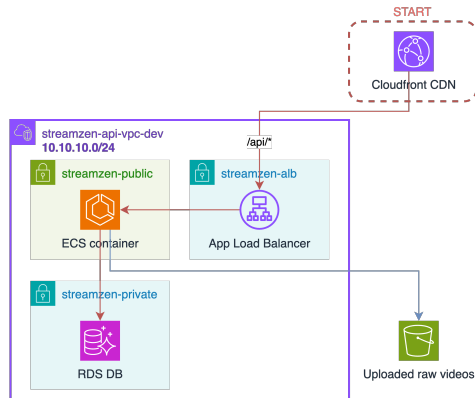 START
Cloudfront CDN
streamzen-api-vpc-dev
10.10.10.0/24
/api/*
streamzen-public
streamzen-alb
ECS container
App Load Balancer
streamzen-private
RDS DB
Uploaded raw videos